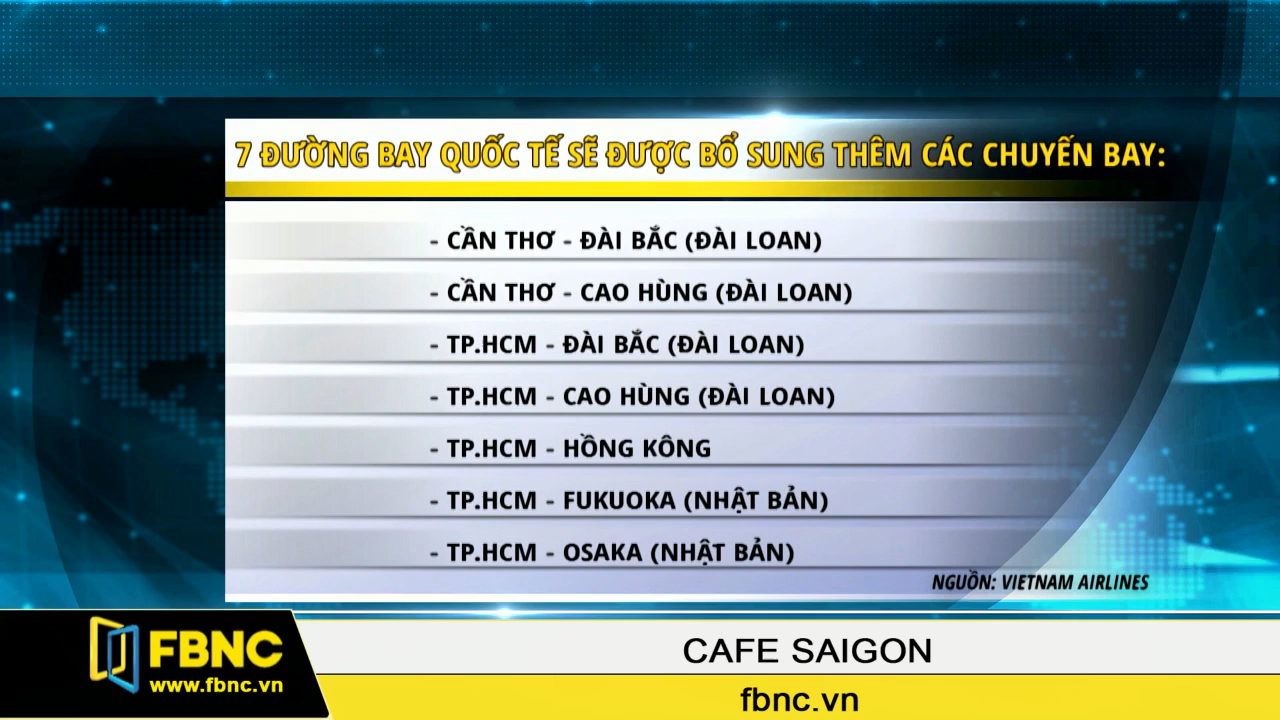 7 ĐƯỜNG BAY QUỐC TẾ SẼ ĐƯỢC BỔ SUNG THÊM CÁC CHUYẾN BAY:
- CẦN THƠ - ĐÀI BẮC (ĐÀI LOAN)
- CẦN THƠ - CAO HÙNG (ĐÀI LOAN)
- TP.HCM - ĐÀI BẮC (ĐÀI LOAN)
- TP.HCM - CAO HÙNG (ĐÀI LOAN)
- TP.HCM - HỒNG KÔNG
- TP.HCM - FUKUOKA (NHẬT BẢN)
- TP.HCM - OSAKA (NHẬT BẢN)
NGUỒN: VIETNAM AIRLINES
FBNC
www.fbnc.vn
CAFE SAIGON
fbnc.vn